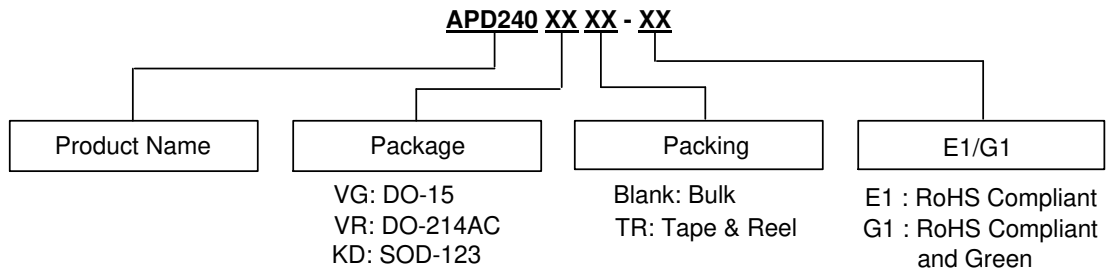 APD240 XX XX - XX
Product Name
Package
Packing
E1/G1
VG: DO-15
VR: DO-214AC
KD: SOD-123
Blank: Bulk
TR: Tape & Reel
E1 : RoHS Compliant
G1 : RoHS Compliant
and Green